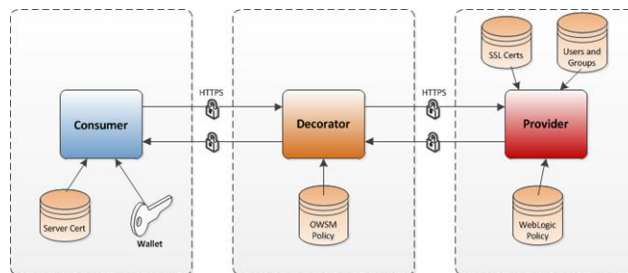 SSL Certs
Users and
Groups
HTTPS
HTTPS
Consumer
Decorator
Provider
Server Cert
Wallet
OWSM
Policy
WebLogic
Policy